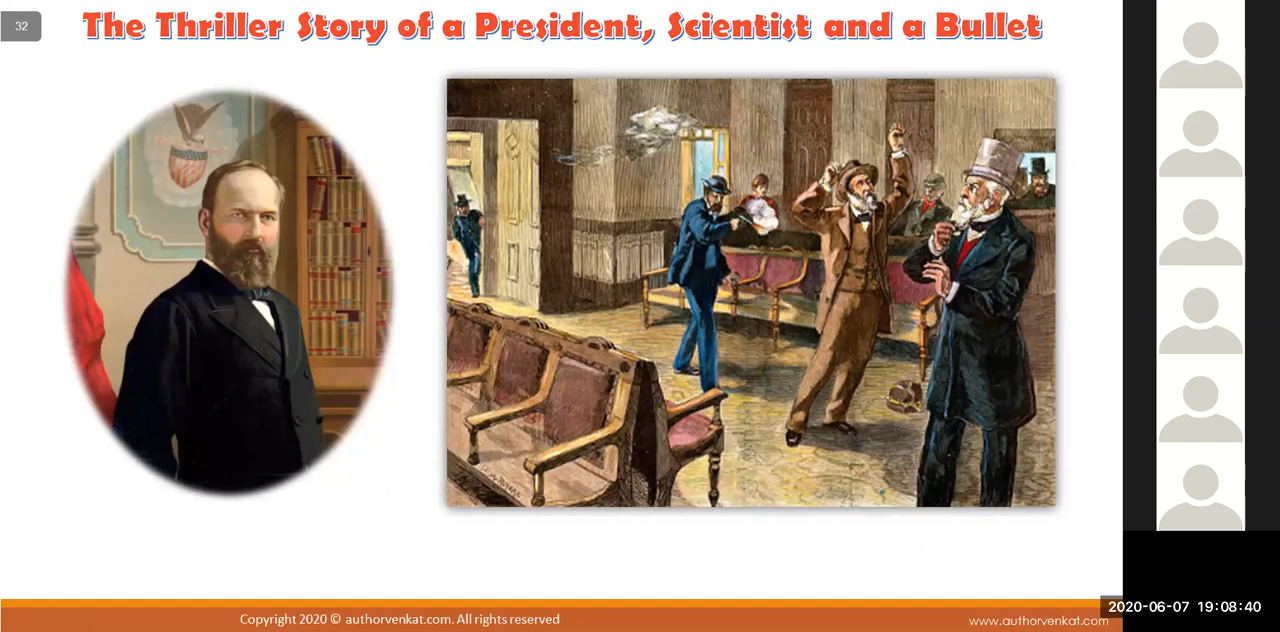 32
The Thriller Story of a President, Scientist and a Bullet
Copyright 2020 © authorvenkat.com. All rights reserved
www.authorvenkat.com
2020-06-07 19:08:40